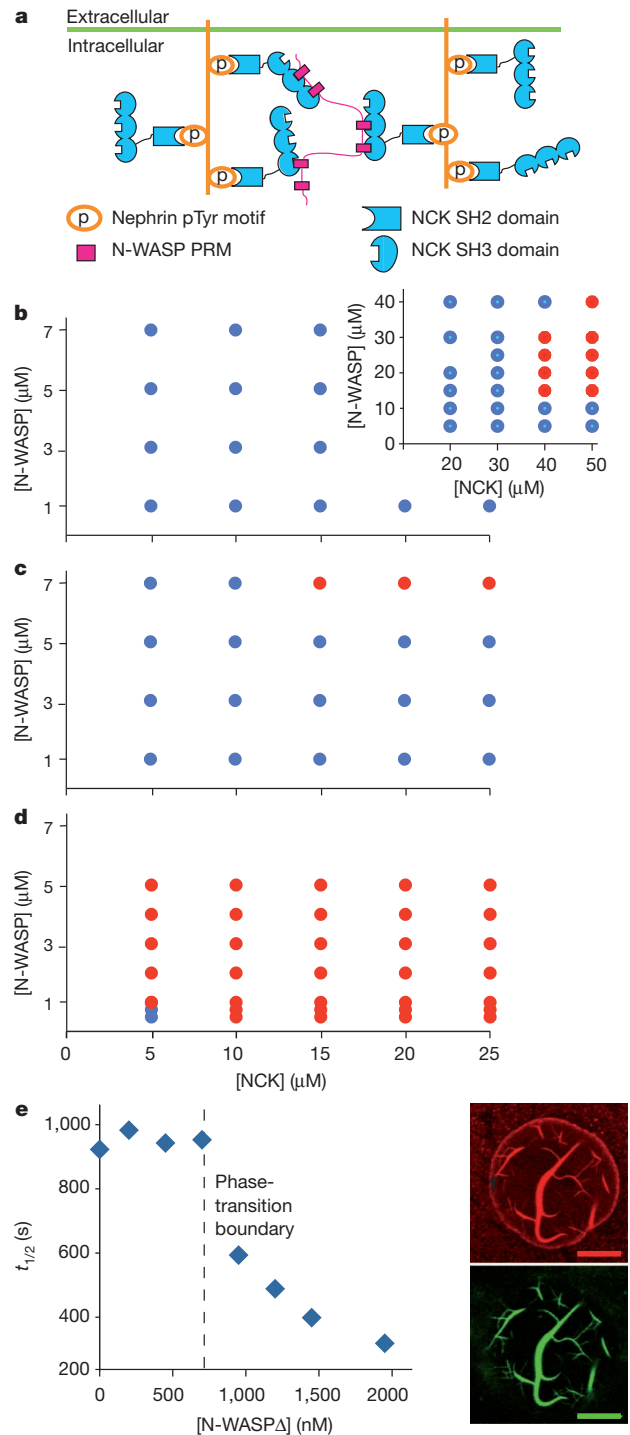 a
Extracellular
Intracellular
p
p
p
p
p
p
p Nephrin pTyr motif
NCK SH2 domain
N-WASP PRM
NCK SH3 domain
b
[N-WASP] (μM)
7
5
3
1
[N-WASP] (μM)
40
30
20
10
0
20 30 40 50
[NCK] (μM)
c
[N-WASP] (μM)
7
5
3
1
d
[N-WASP] (μM)
7
5
3
1
0 5 10 15 20 25
[NCK] (μM)
e
t1/2 (s)
1,000
800
600
400
200
Phase-
transition
boundary
0 500 1,000 1,500 2000
[N-WASPΔ] (nM)